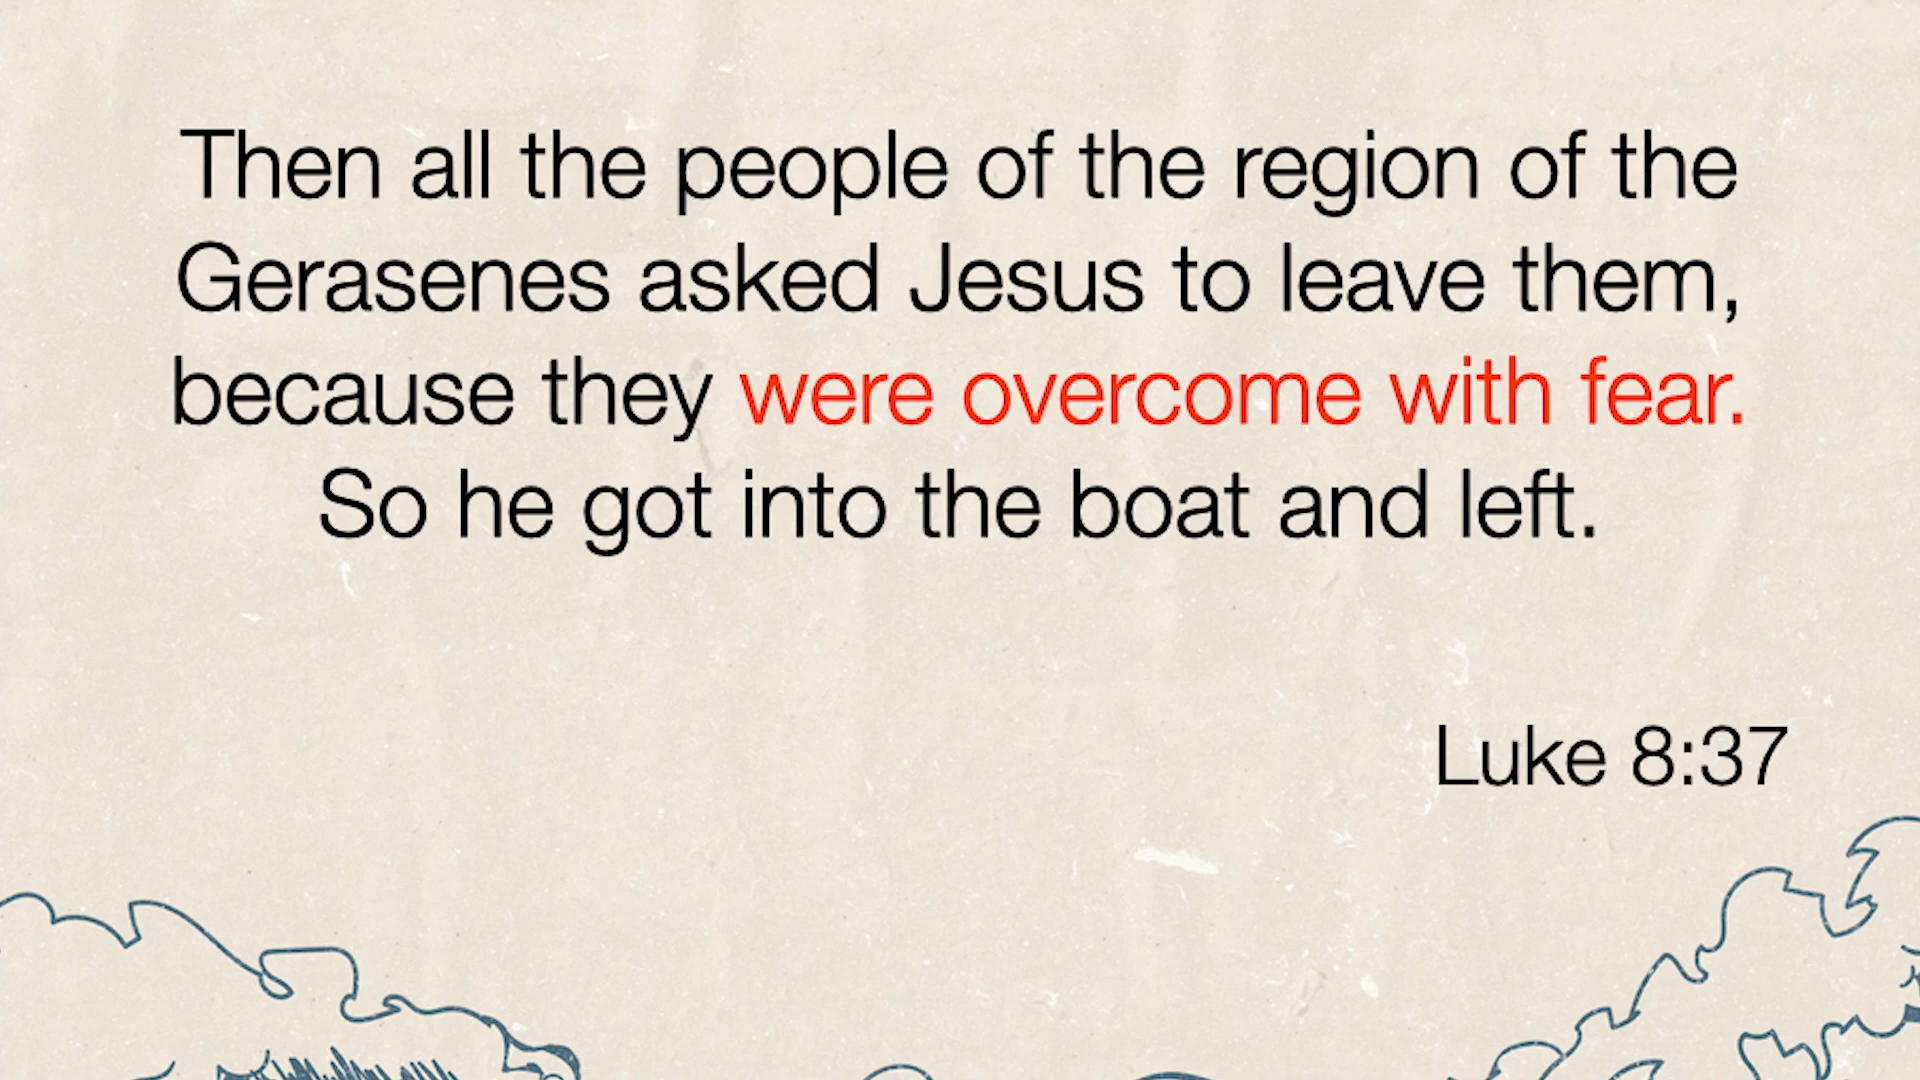 Then all the people of the region of the
Gerasenes asked Jesus to leave them,
because they were overcome with fear.
So he got into the boat and left.
Luke 8:37